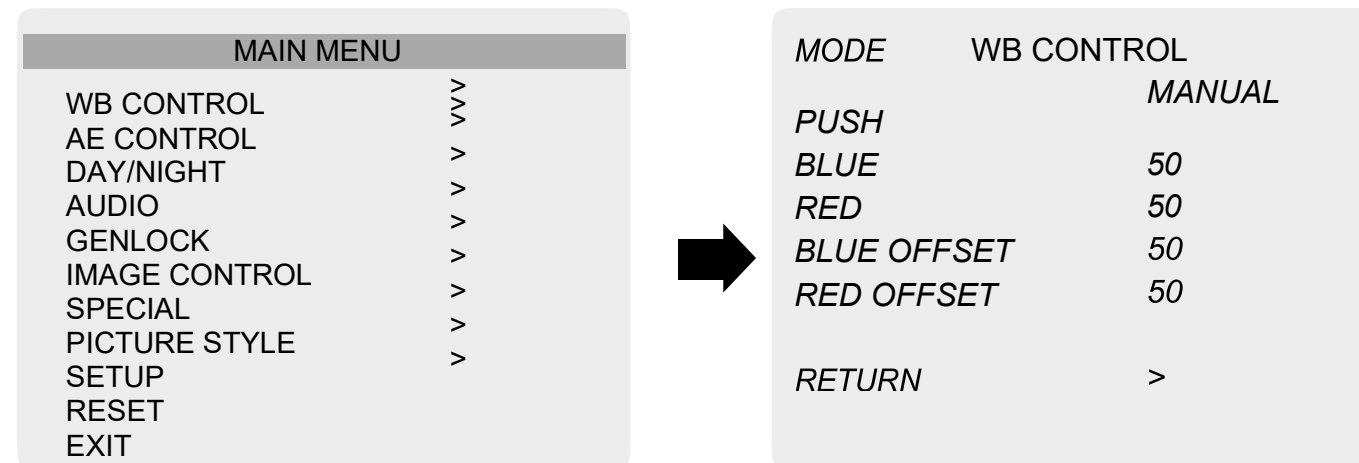 MAIN MENU
WB CONTROL >
AE CONTROL >
DAY/NIGHT >
AUDIO >
GENLOCK >
IMAGE CONTROL >
SPECIAL >
PICTURE STYLE >
SETUP >
RESET >
EXIT
MODE WB CONTROL
MANUAL
PUSH
BLUE 50
RED 50
BLUE OFFSET 50
RED OFFSET 50
RETURN >